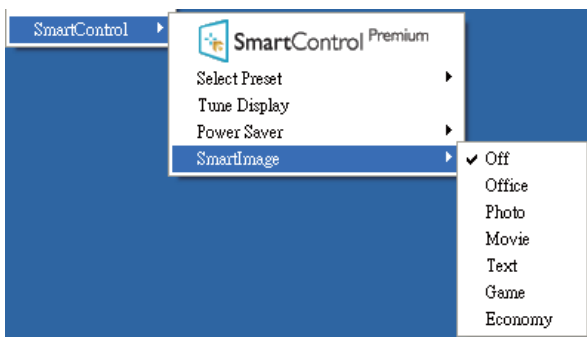 SmartControl
SmartControl Premium
Select Preset
Tune Display
Power Saver
SmartImage
Off
Office
Photo
Movie
Text
Game
Economy